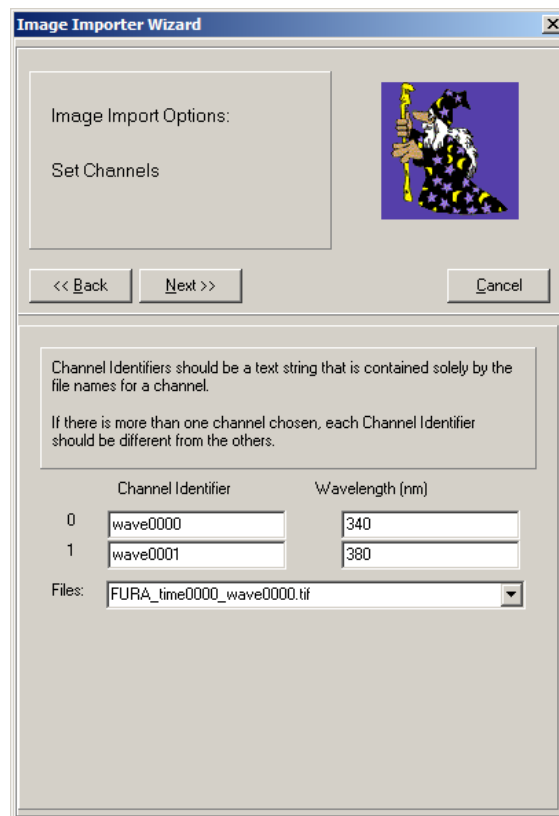 Image Importer Wizard
Image Import Options:
Set Channels
<< Back
Next >>
Cancel
Channel Identifiers should be a text string that is contained solely by the
file names for a channel.
If there is more than one channel chosen, each Channel Identifier
should be different from the others.
Channel Identifier Wavelength (nm)
0 wave0000 340
1 wave0001 380
Files: FURA_time0000_wave0000.tif